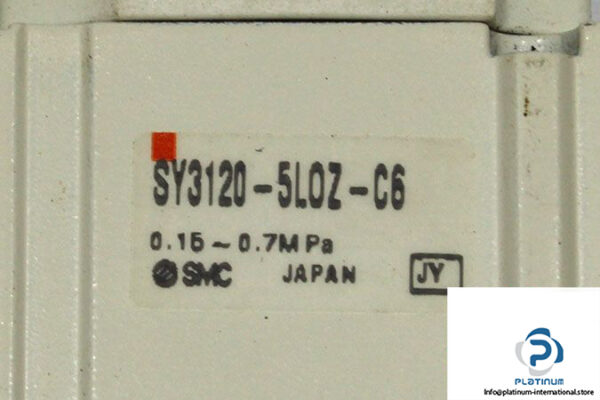 SY3120-5LOZ-C6
0.15~0.7MPa
SMC JAPAN JY
PLATINUM
Info@platinum-international.store